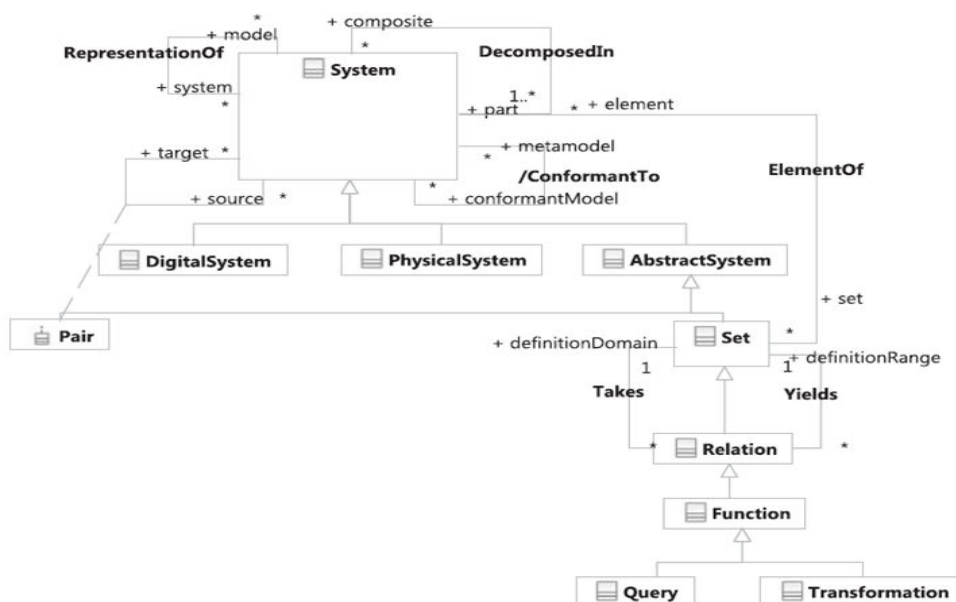 *
+ model
+ composite
RepresentationOf
*
DecomposedIn
System
+ system
*
1..*
+ part
*
+ element
+ target
*
+ metamodel
*
/ConformantTo
ElementOf
*
+ source
*
+ conformantModel
DigitalSystem
PhysicalSystem
AbstractSystem
+ set
Pair
+ definitionDomain
Set
*
+ definitionRange
1
1
Takes
Yields
*
Relation
*
Function
Query
Transformation